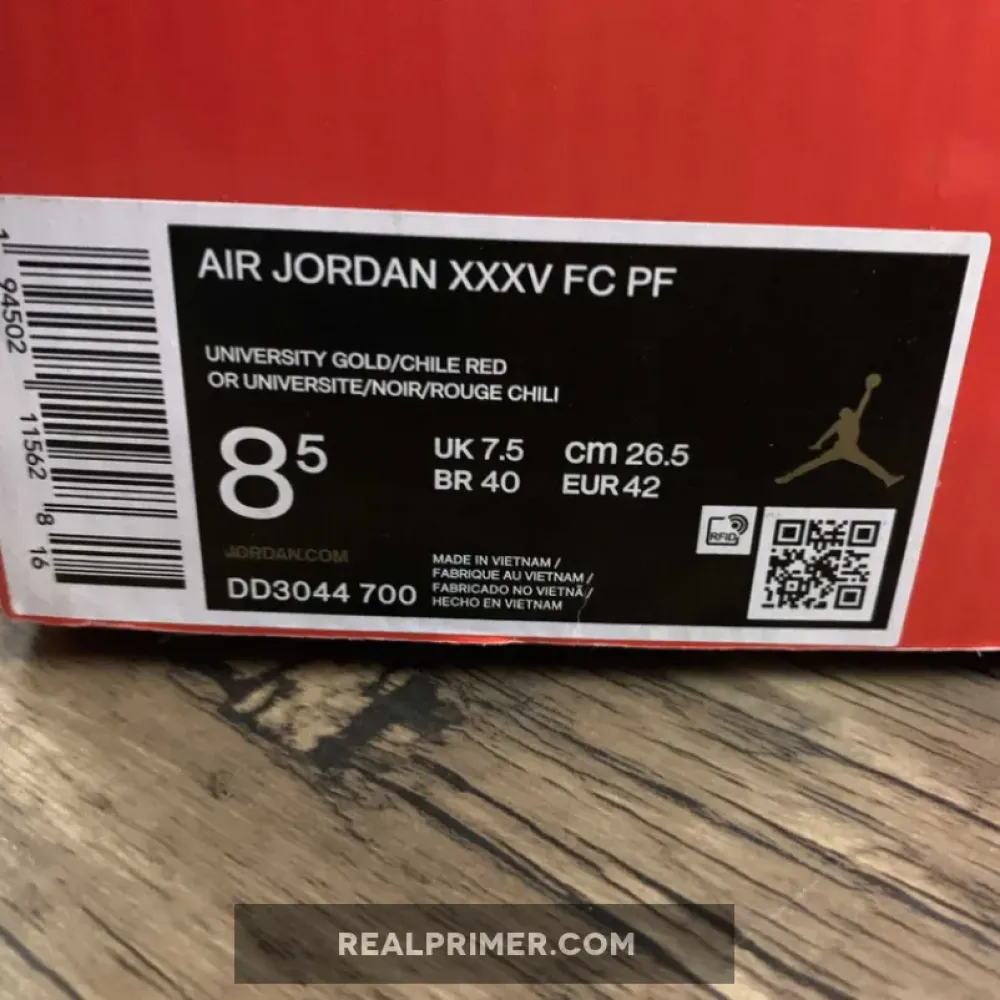 AIR JORDAN XXXV FC PF
UNIVERSITY GOLD/CHILE RED
OR UNIVERSITE/NOIR/ROUGE CHILI
8⁵
UK 7.5 cm 26.5
BR 40 EUR 42
RFID
JORDAN.COM
DD3044 700
MADE IN VIETNAM /
FABRIQUE AU VIETNAM /
FABRICADO NO VIETNÃ /
HECHO EN VIETNAM
1 94502 11562 8 16
REALPRIMER.COM